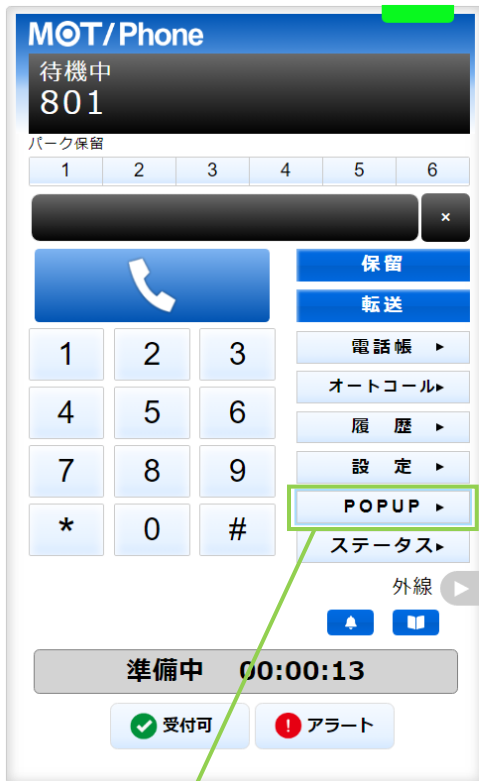 MOT/Phone
待機中
801
パーク保留
1 2 3 4 5 6
×
保留
転送
1 2 3
電話帳 ►
オートコール►
4 5 6
履 歴 ►
7 8 9
設 定 ►
POPUP ►
* 0 #
ステータス►
外線 ►
準備中 00:00:13
受付可 ! アラート